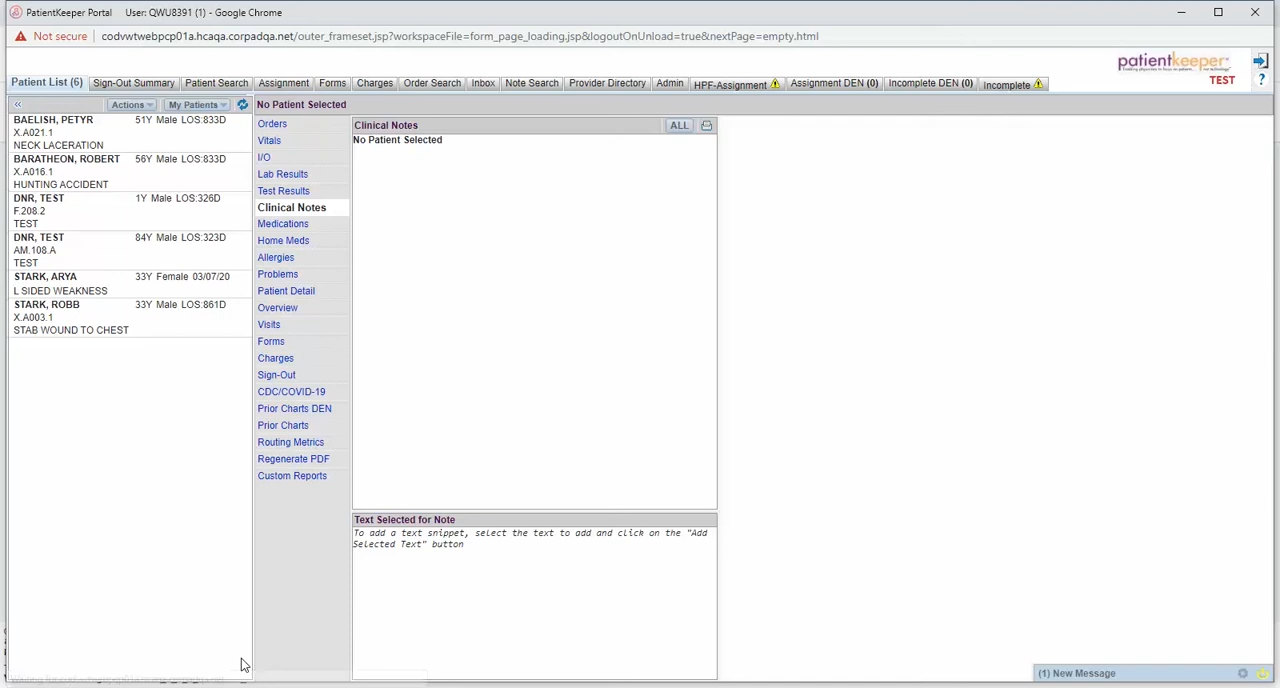 PatientKeeper Portal User: QWU8391 (1) - Google Chrome
Not secure codvwtwebpcp01a.hcaqa.corpadqa.net/outer_frameset.jsp?workspaceFile=form_page_loading.jsp&logoutOnUnload=true&nextPage=empty.html
patientkeeper
TEST
?
Patient List (6) Sign-Out Summary Patient Search Assignment Forms Charges Order Search Inbox Note Search Provider Directory Admin HPF-Assignment Assignment DEN (0) Incomplete DEN (0) Incomplete
« Actions My Patients No Patient Selected
BAELISH, PETYR 51Y Male LOS:833D
X.A021.1
NECK LACERATION
BARATHEON, ROBERT 56Y Male LOS:833D
X.A016.1
HUNTING ACCIDENT
DNR, TEST 1Y Male LOS:326D
F.208.2
TEST
DNR, TEST 84Y Male LOS:323D
AM.108.A
TEST
STARK, ARYA 33Y Female 03/07/20
L SIDED WEAKNESS
STARK, ROBB 33Y Male LOS:861D
X.A003.1
STAB WOUND TO CHEST
Orders
Vitals
I/O
Lab Results
Test Results
Clinical Notes
Medications
Home Meds
Allergies
Problems
Patient Detail
Overview
Visits
Forms
Charges
Sign-Out
CDC/COVID-19
Prior Charts DEN
Prior Charts
Routing Metrics
Regenerate PDF
Custom Reports
Clinical Notes ALL
No Patient Selected
Text Selected for Note
To add a text snippet, select the text to add and click on the "Add
Selected Text" button
(1) New Message